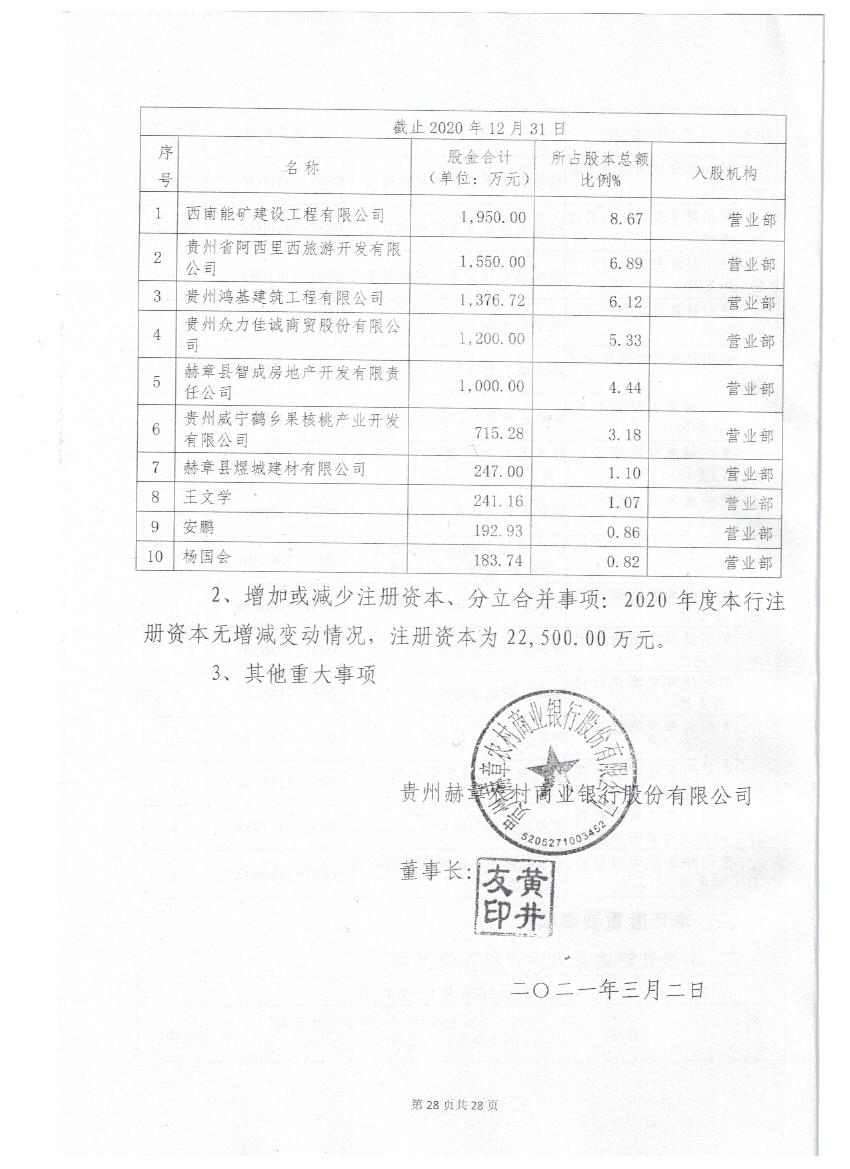 截止 2020 年 12 月 31 日
序号 名称 股金合计（单位：万元） 所占股本总额比例% 入股机构
1 西南能矿建设工程有限公司 1,950.00 8.67 营业部
2 贵州省阿西里西旅游开发有限公司 1,550.00 6.89 营业部
3 贵州鸿基建筑工程有限公司 1,376.72 6.12 营业部
4 贵州众力佳诚商贸股份有限公司 1,200.00 5.33 营业部
5 赫章县智成房地产开发有限责任公司 1,000.00 4.44 营业部
6 贵州威宁鹤乡果核桃产业开发有限公司 715.28 3.18 营业部
7 赫章县煜城建材有限公司 247.00 1.10 营业部
8 王文学 241.16 1.07 营业部
9 安鹏 192.93 0.86 营业部
10 杨国会 183.74 0.82 营业部
2、增加或减少注册资本、分立合并事项：2020 年度本行注
册资本无增减变动情况，注册资本为 22,500.00 万元。
3、其他重大事项
贵州赫章农村商业银行股份有限公司
5205271003452
贵州赫章农村商业银行股份有限公司
董事长：
黄井友印
二〇二一年三月二日
第 28 页共 28 页